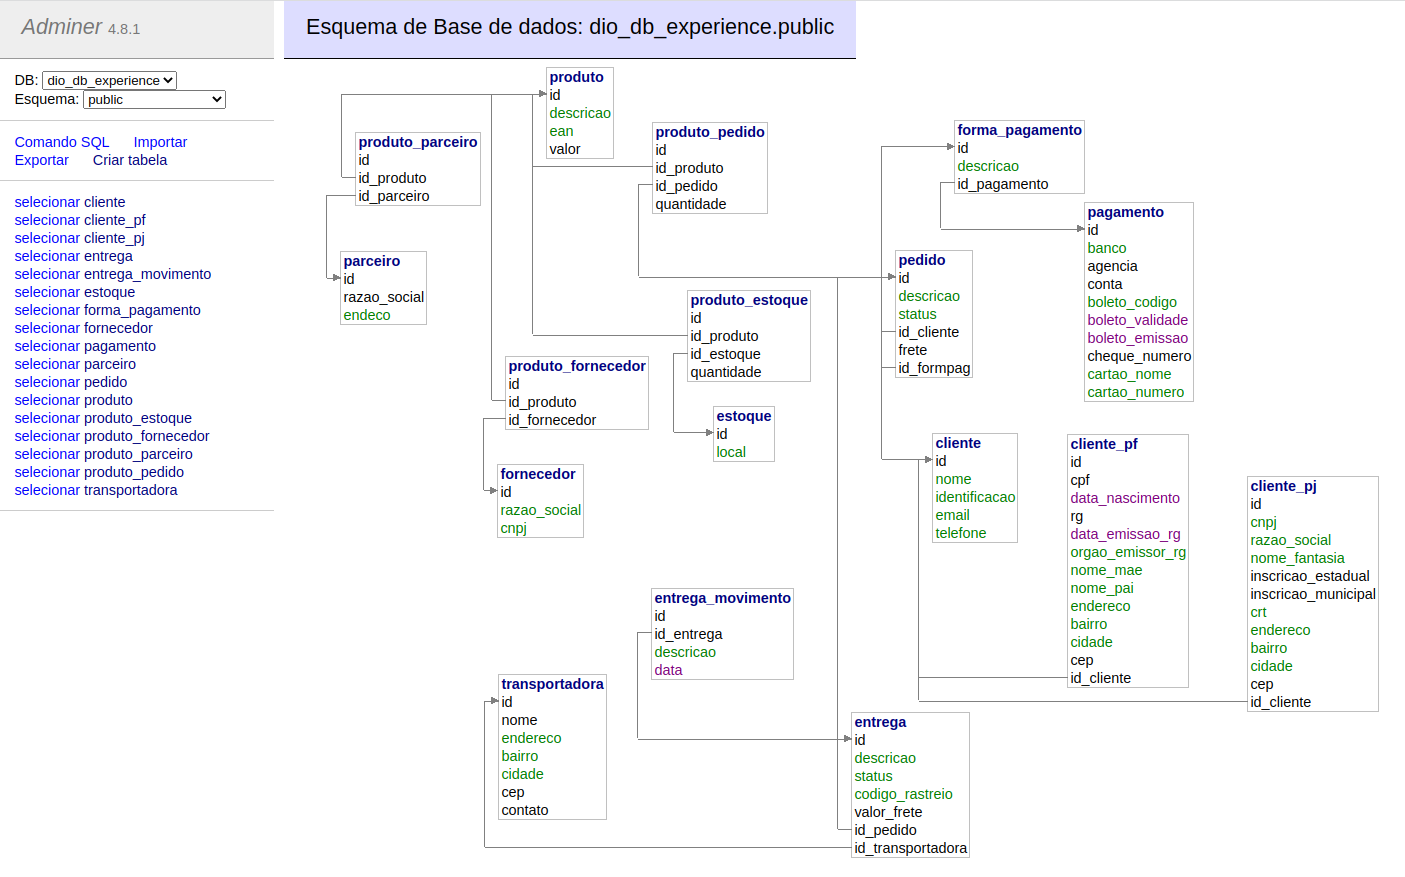 Adminer 4.8.1
DB: dio_db_experience
Esquema: public
Comando SQL Importar
Exportar Criar tabela
selecionar cliente
selecionar cliente_pf
selecionar cliente_pj
selecionar entrega
selecionar entrega_movimento
selecionar estoque
selecionar forma_pagamento
selecionar fornecedor
selecionar pagamento
selecionar parceiro
selecionar pedido
selecionar produto
selecionar produto_estoque
selecionar produto_fornecedor
selecionar produto_parceiro
selecionar produto_pedido
selecionar transportadora
Esquema de Base de dados: dio_db_experience.public
produto
id
descricao
ean
valor
produto_parceiro
id
id_produto
id_parceiro
produto_pedido
id
id_produto
id_pedido
quantidade
forma_pagamento
id
descricao
id_pagamento
pagamento
id
banco
agencia
conta
boleto_codigo
boleto_validade
boleto_emissao
cheque_numero
cartao_nome
cartao_numero
parceiro
id
razao_social
endeco
pedido
id
descricao
status
id_cliente
frete
id_formpag
produto_estoque
id
id_produto
id_estoque
quantidade
produto_fornecedor
id
id_produto
id_fornecedor
estoque
id
local
fornecedor
id
razao_social
cnpj
cliente
id
nome
identificacao
email
telefone
cliente_pf
id
cpf
data_nascimento
rg
data_emissao_rg
orgao_emissor_rg
nome_mae
nome_pai
endereco
bairro
cidade
cep
id_cliente
cliente_pj
id
cnpj
razao_social
nome_fantasia
inscricao_estadual
inscricao_municipal
crt
endereco
bairro
cidade
cep
id_cliente
entrega_movimento
id
id_entrega
descricao
data
transportadora
id
nome
endereco
bairro
cidade
cep
contato
entrega
id
descricao
status
codigo_rastreio
valor_frete
id_pedido
id_transportadora